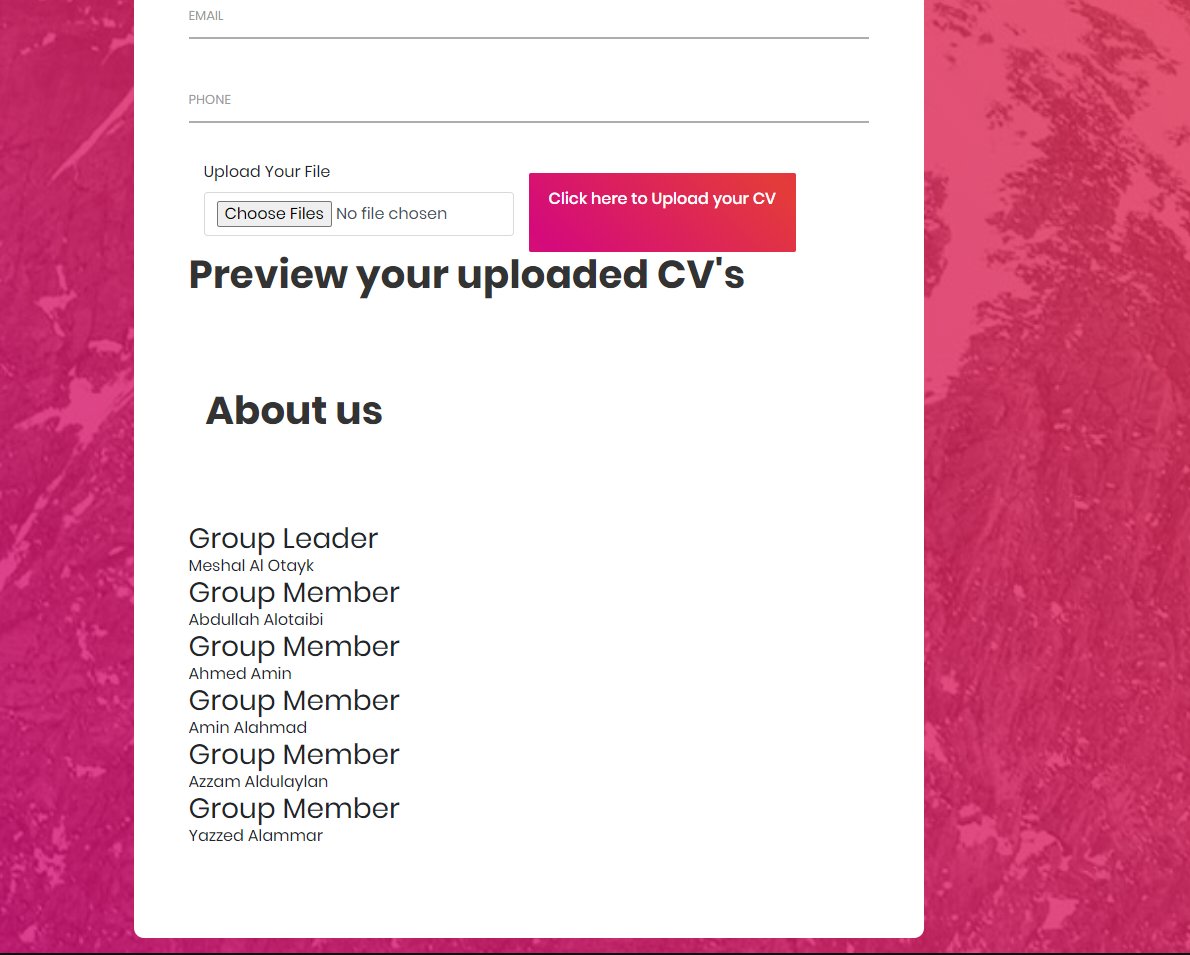 EMAIL
PHONE
Upload Your File
Choose Files No file chosen
Click here to Upload your CV
Preview your uploaded CV's
About us
Group Leader
Meshal Al Otayk
Group Member
Abdullah Alotaibi
Group Member
Ahmed Amin
Group Member
Amin Alahmad
Group Member
Azzam Aldulaylan
Group Member
Yazzed Alammar